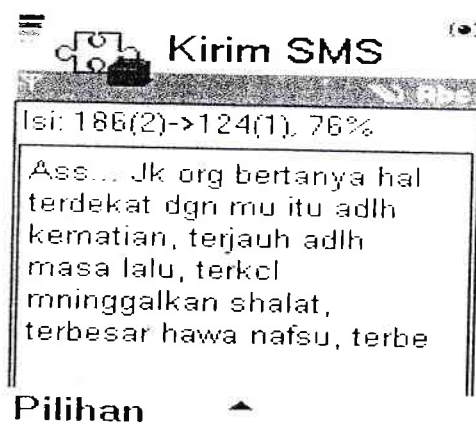 Kirim SMS
Abc
Isi: 186(2)->124(1), 76%
Ass... Jk org bertanya hal
terdekat dgn mu itu adlh
kematian, terjauh adlh
masa lalu, terkcl
mninggalkan shalat,
terbesar hawa nafsu, terbe
Pilihan